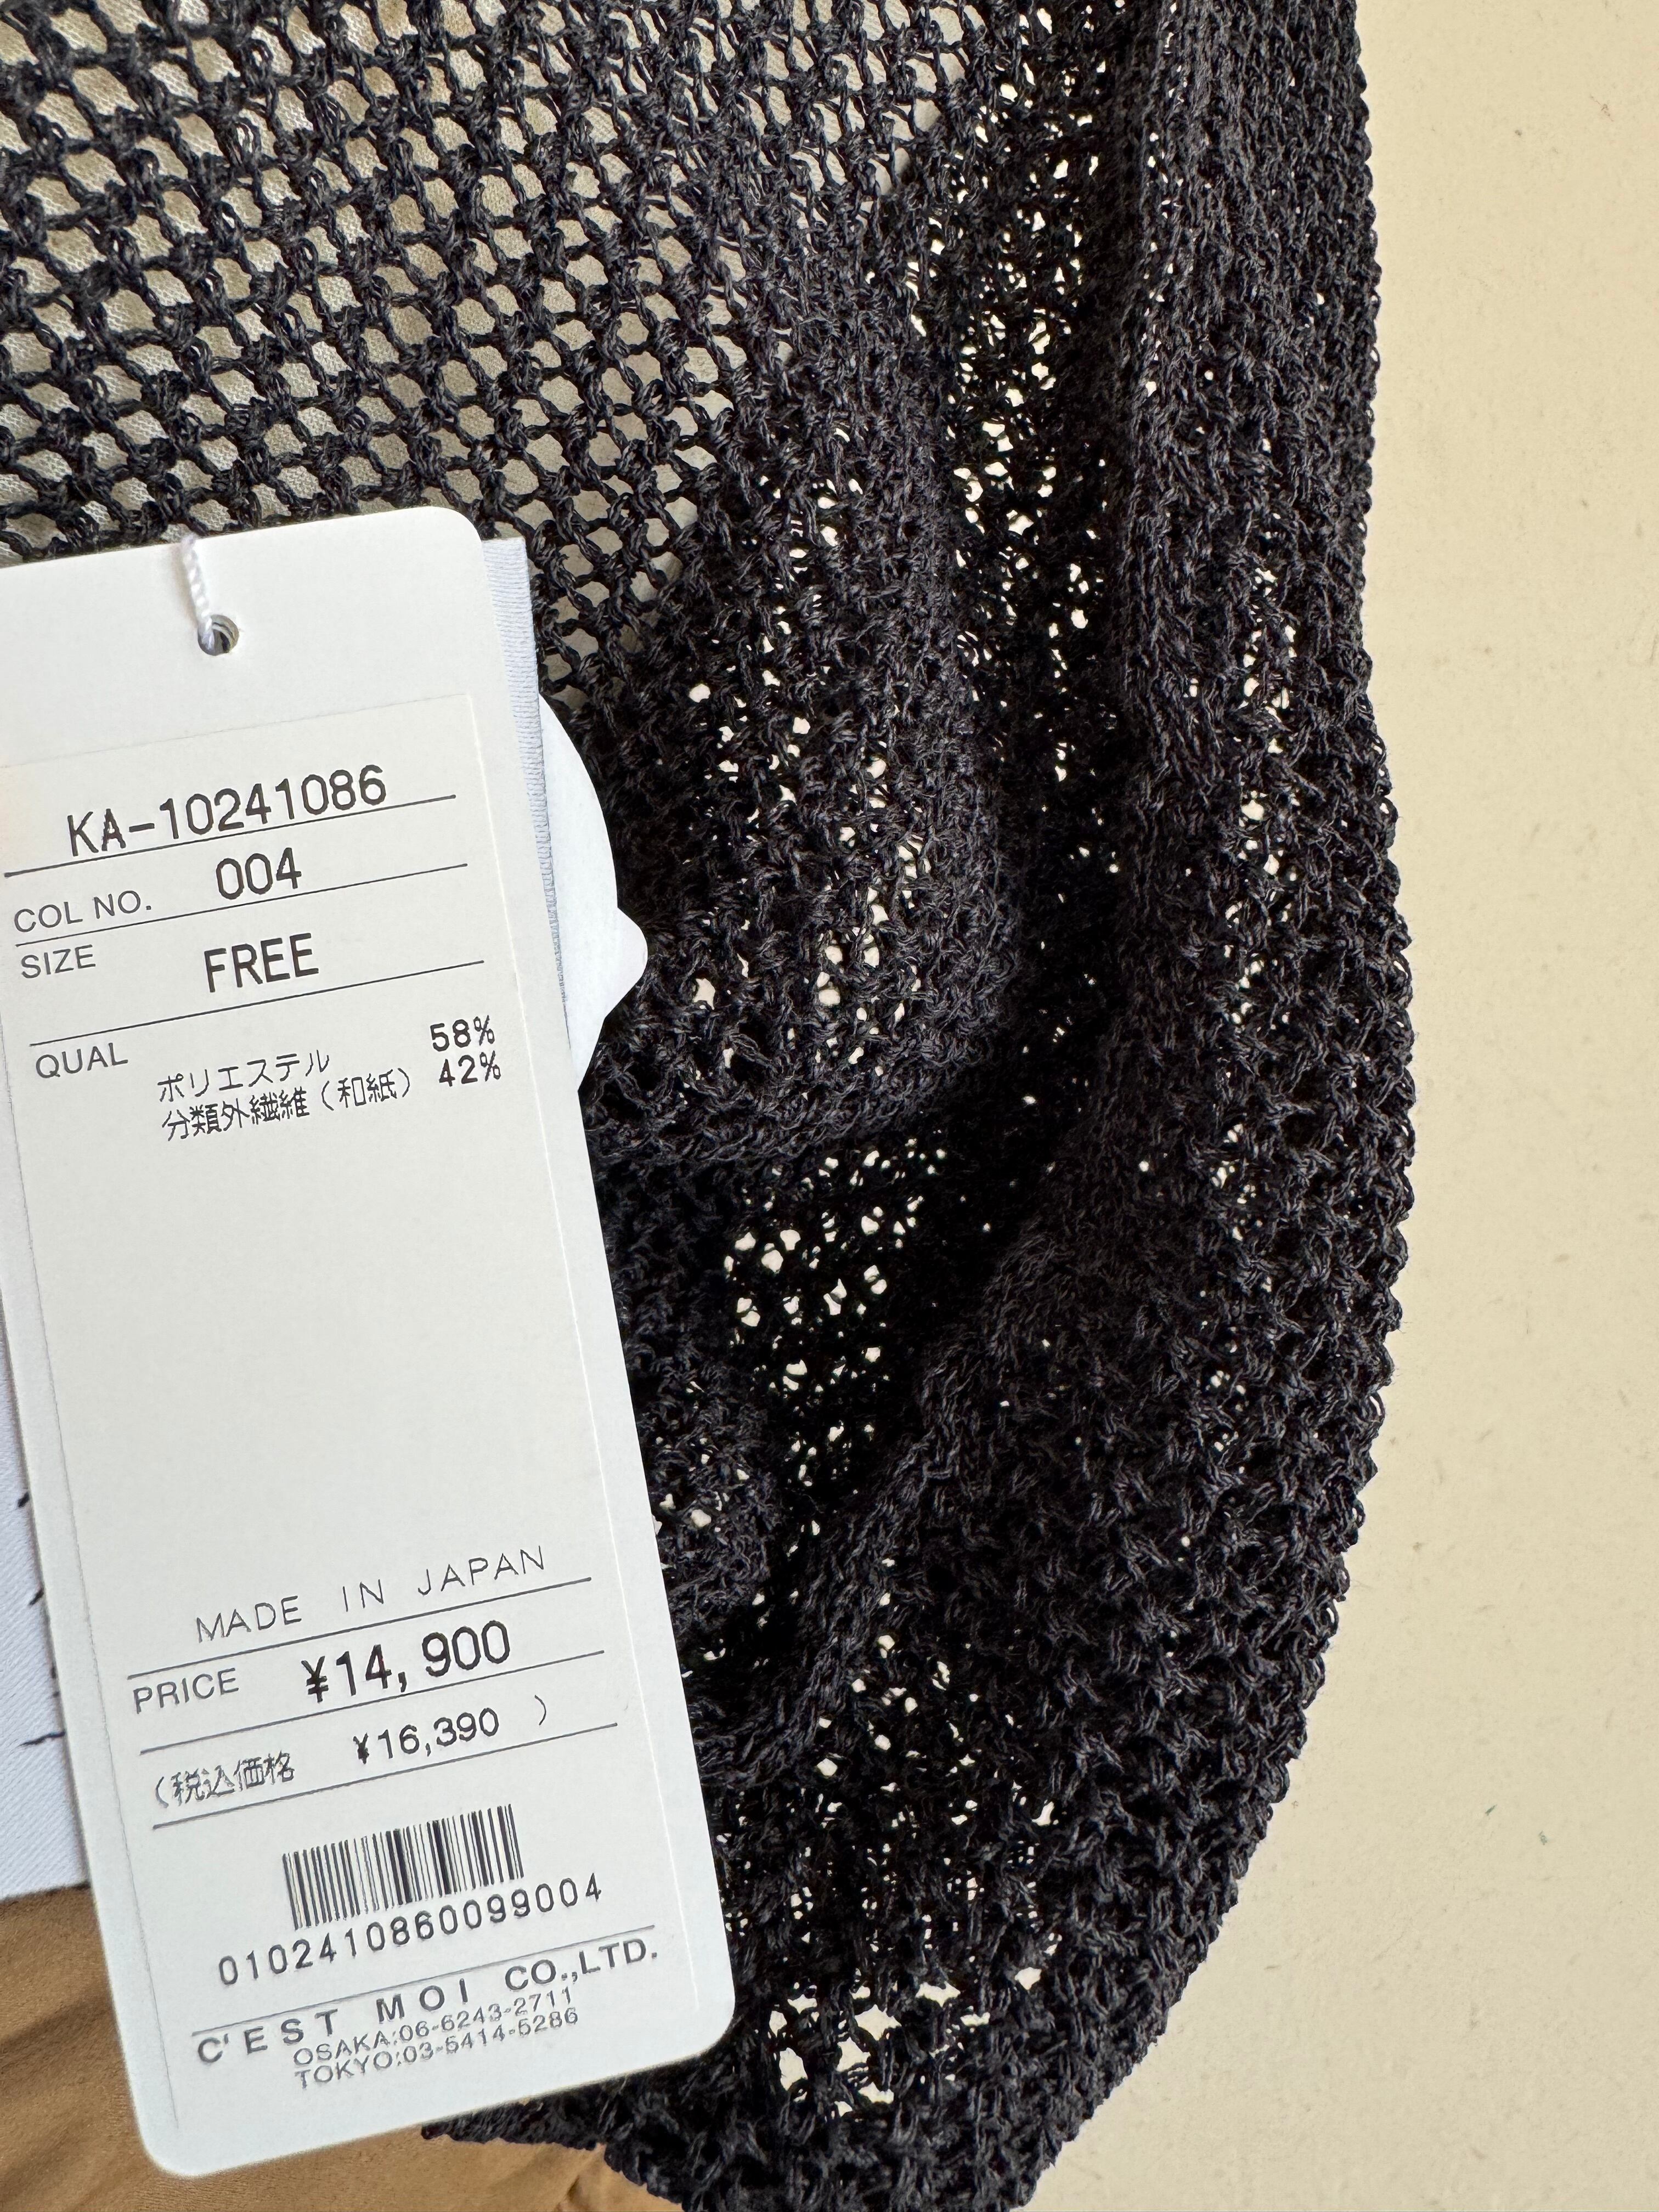 KA-10241086
COL NO. 004
SIZE FREE
QUAL
ポリエステル 58%
分類外繊維(和紙) 42%
MADE IN JAPAN
PRICE ¥14,900
(税込価格 ¥16,390 )
0102410860099004
C'EST MOI CO.,LTD.
OSAKA:06-6243-2711
TOKYO:03-5414-5286